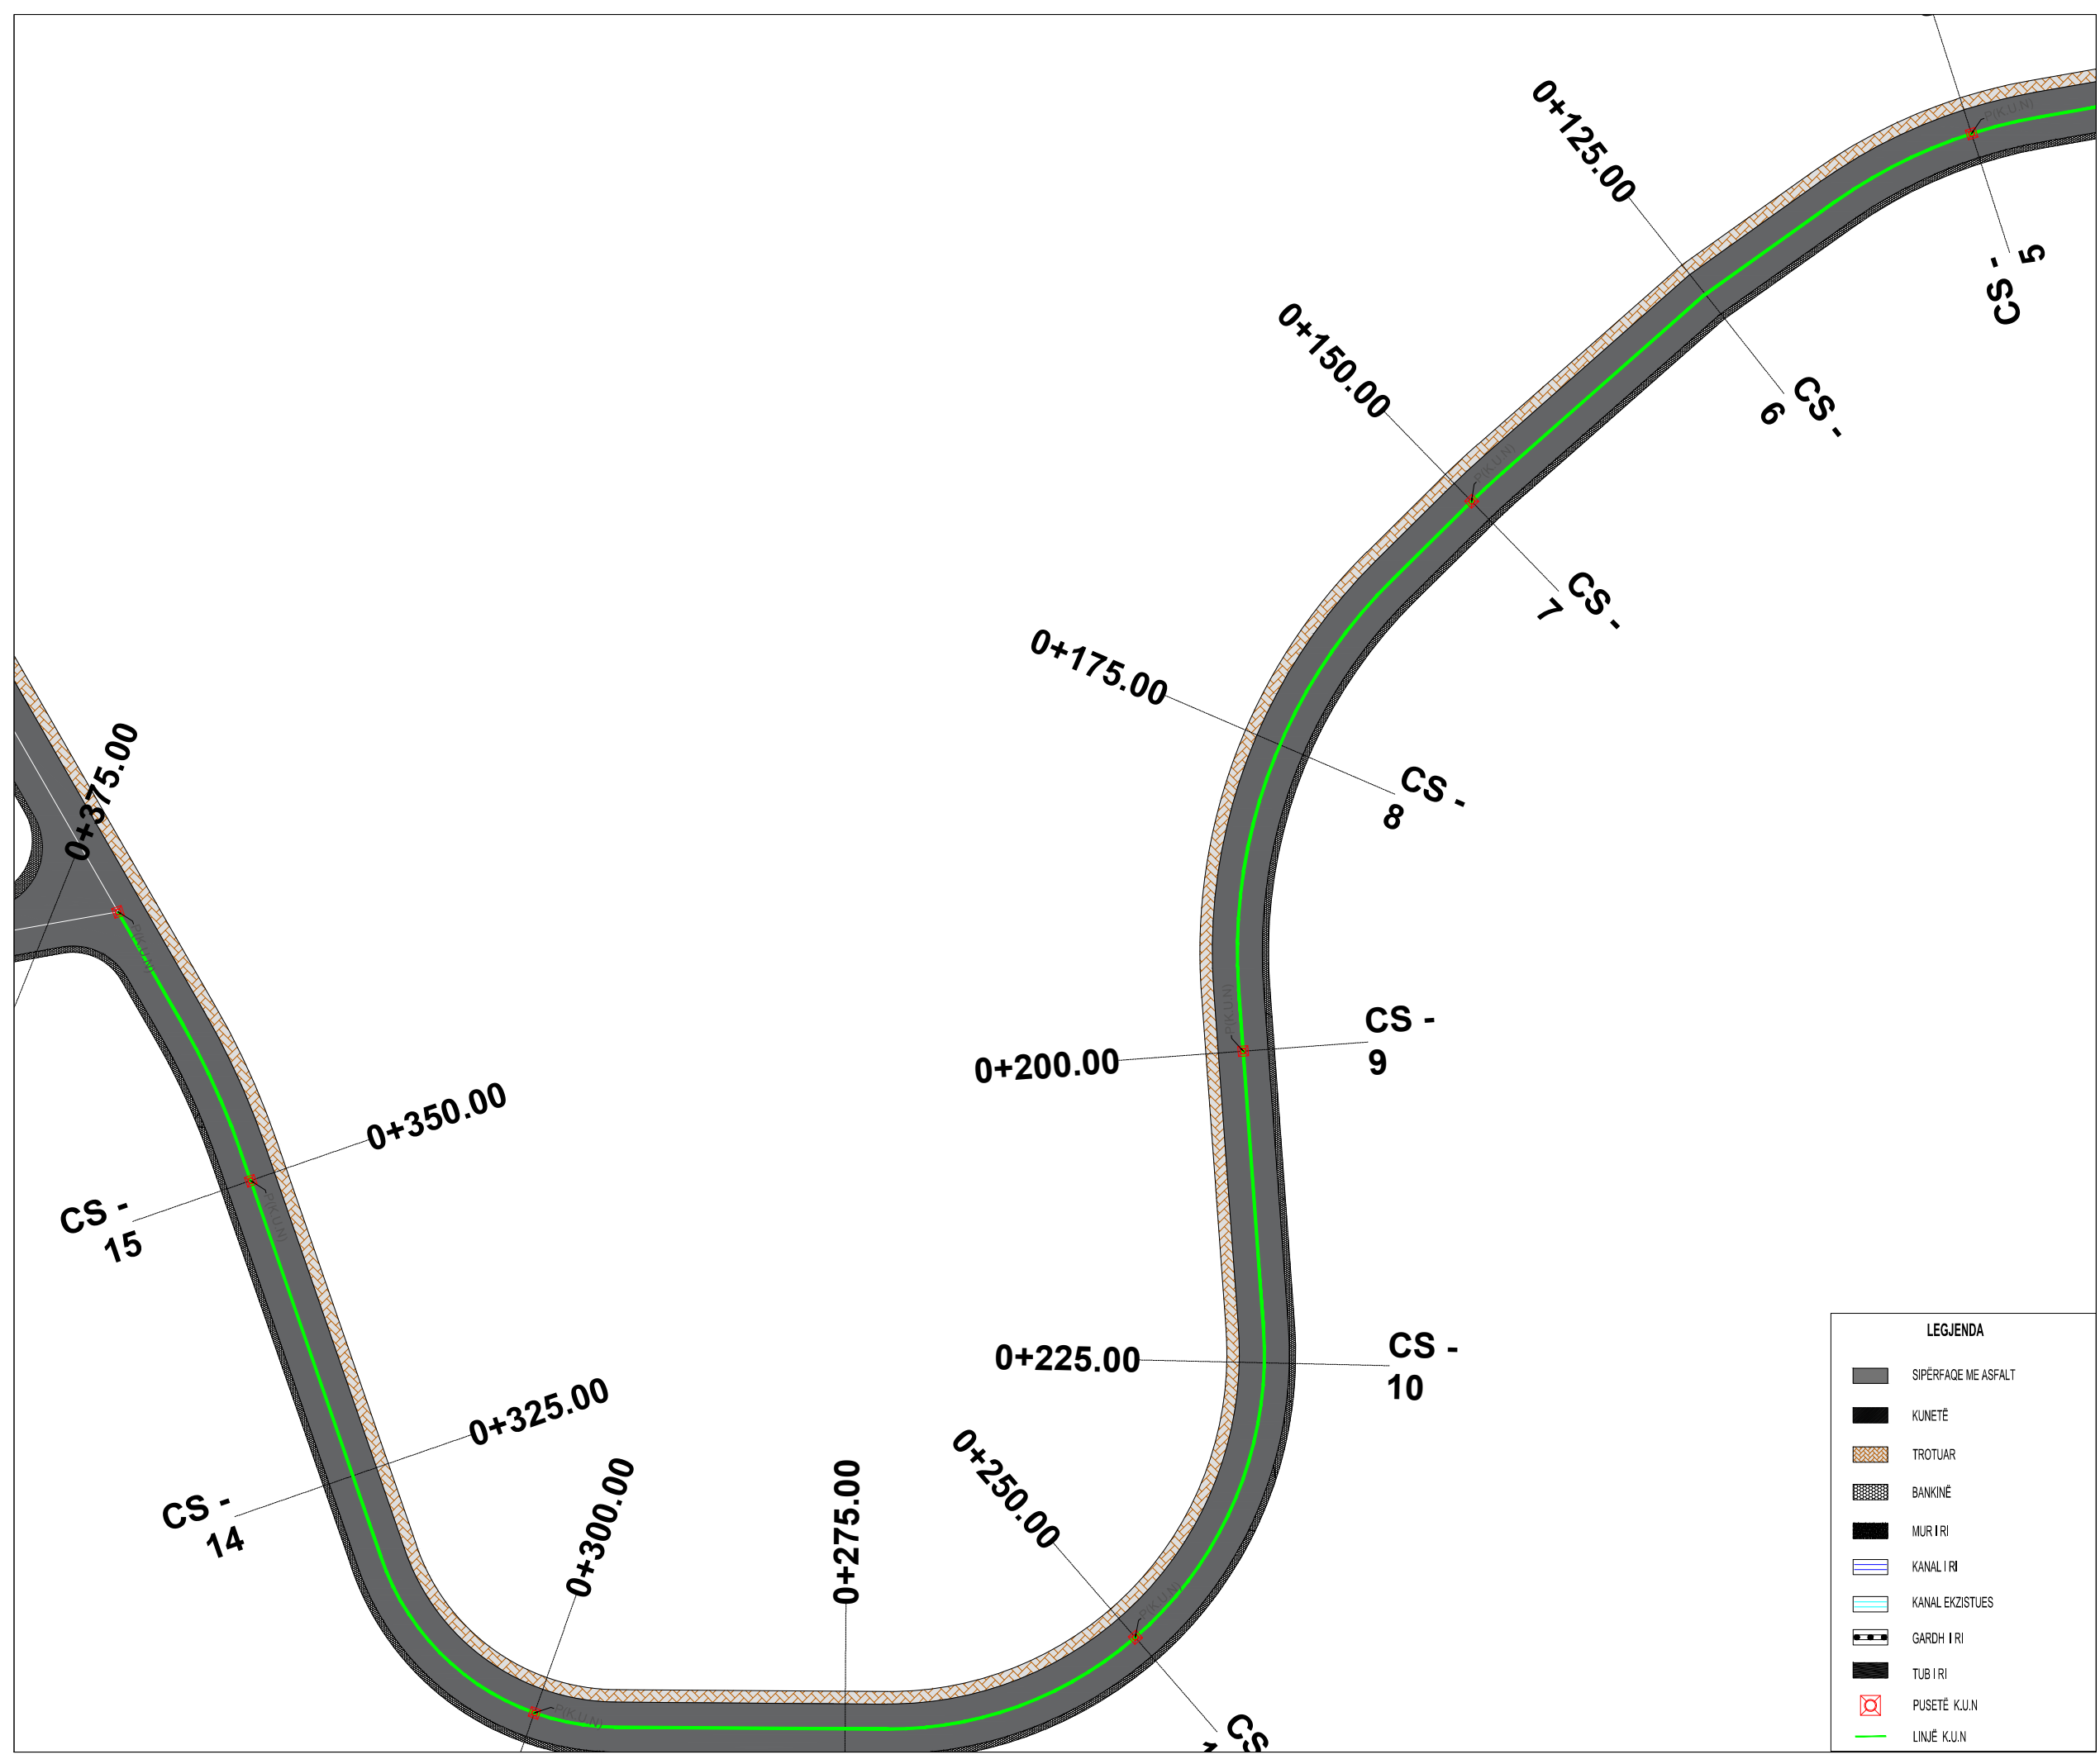 0+125.00
P(K.U.N)
CS -
5
0+150.00
CS -
6
P(K.U.N)
CS -
7
0+175.00
CS -
8
0+375.00
P(K.U.N)
P(K.U.N)
0+200.00
CS -
9
0+350.00
CS -
15
P(K.U.N)
0+225.00
CS -
10
0+325.00
CS -
14
0+300.00
0+275.00
0+250.00
P(K.U.N)
P(K.U.N)
CS
LEGJENDA
SIPËRFAQE ME ASFALT
KUNETË
TROTUAR
BANKINË
MUR I RI
KANAL I RI
KANAL EKZISTUES
GARDH I RI
TUB I RI
PUSETË K.U.N
LINJË K.U.N